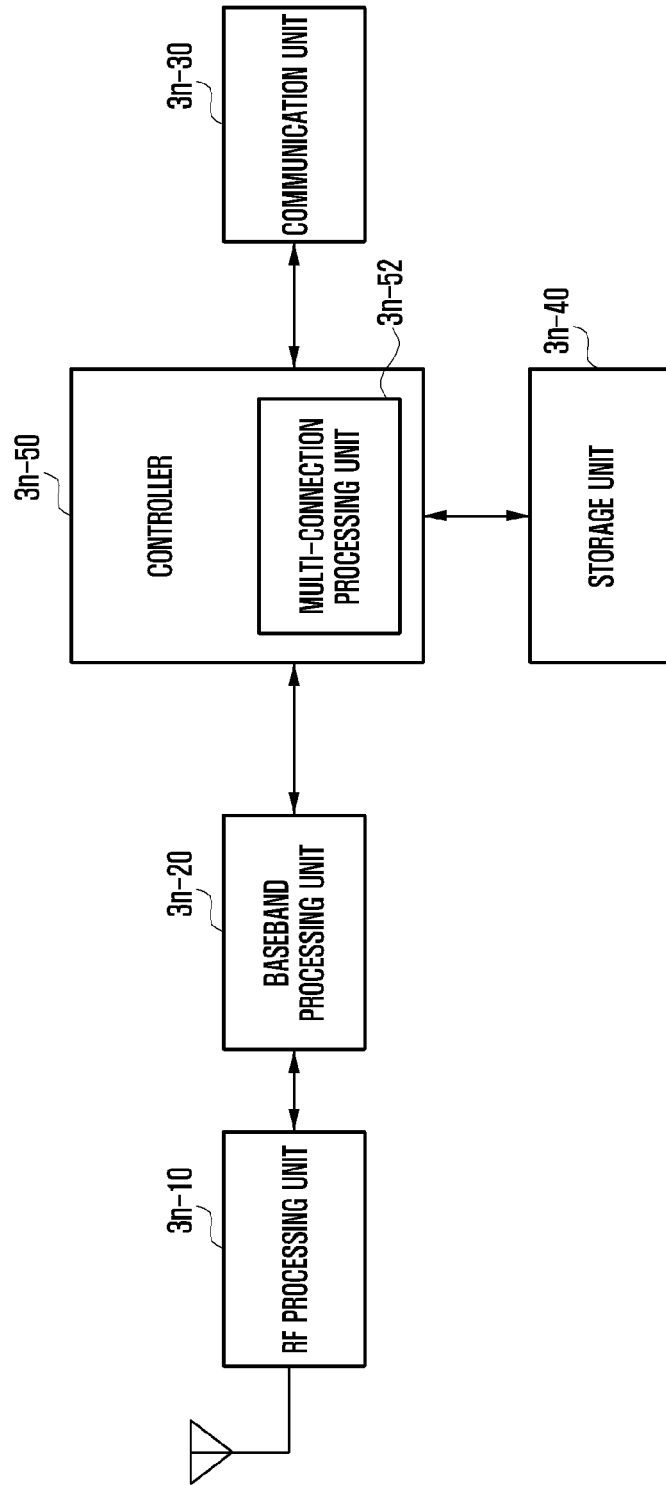 3n-10
RF PROCESSING UNIT
3n-20
BASEBAND
PROCESSING UNIT
3n-50
CONTROLLER
3n-52
MULTI-CONNECTION
PROCESSING UNIT
3n-30
COMMUNICATION UNIT
3n-40
STORAGE UNIT